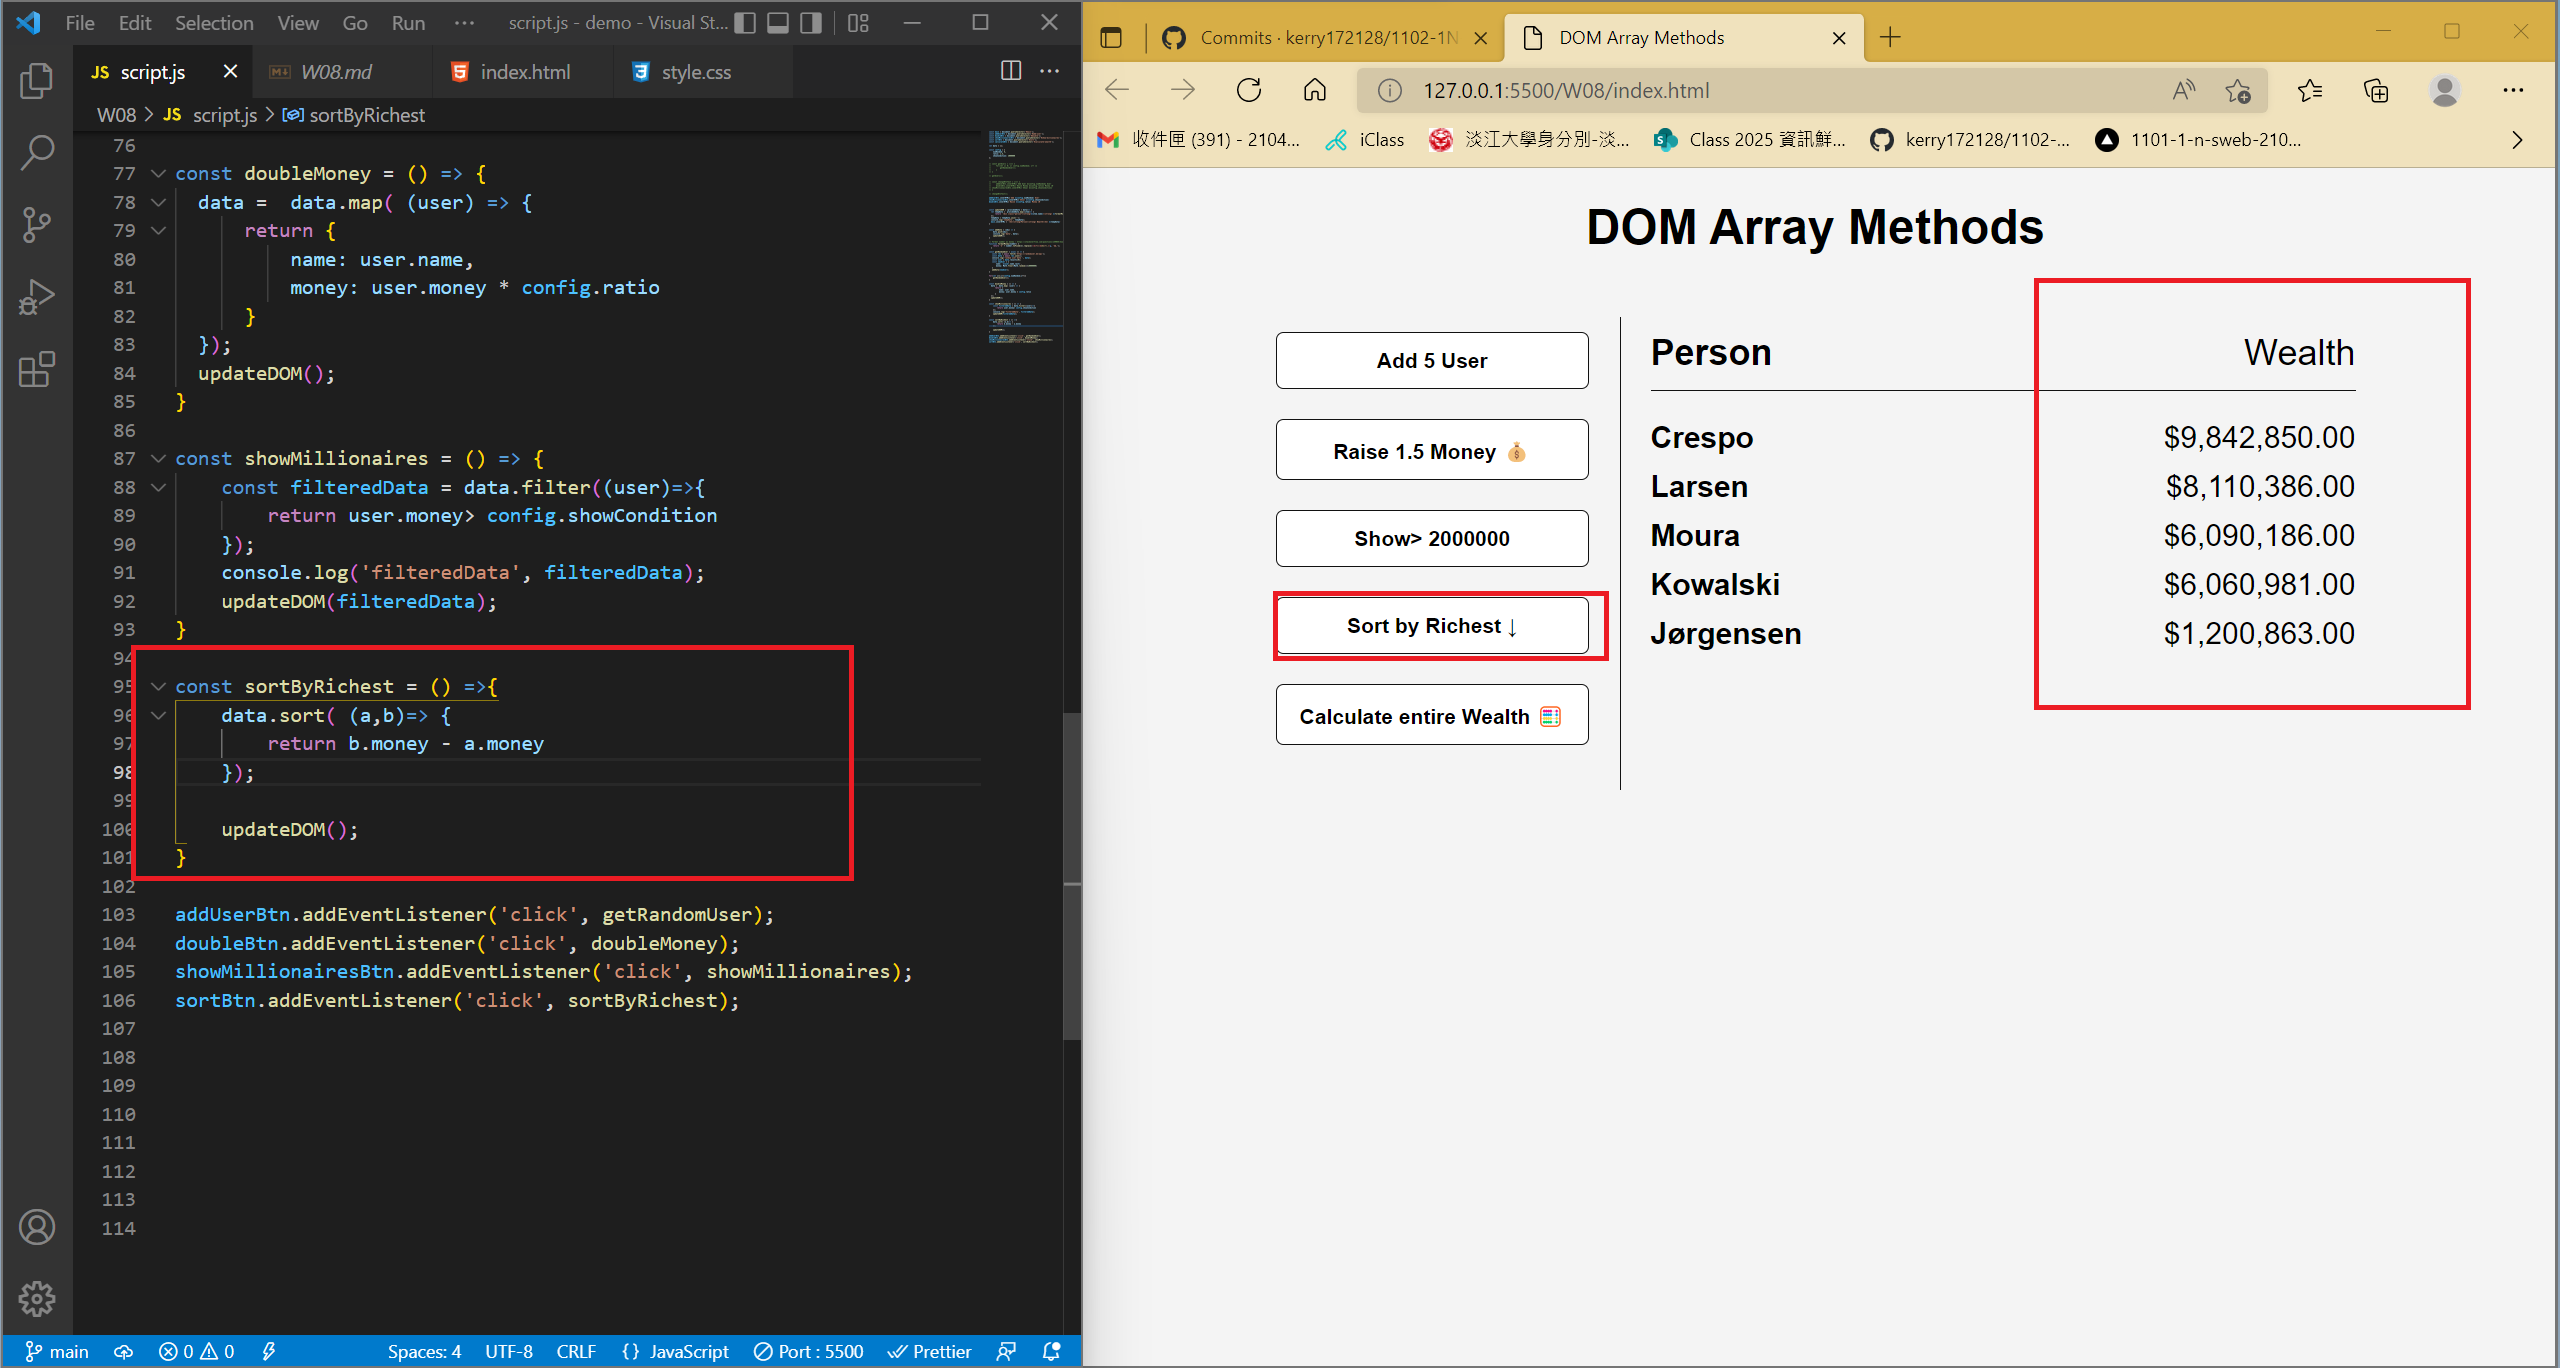 File Edit Selection View Go Run ··· script.js - demo - Visual St...
JS script.js W08.md index.html style.css ···
W08 > JS script.js > sortByRichest
76
77 const doubleMoney = () => {
78 data =  data.map( (user) => {
79 return {
80 name: user.name,
81 money: user.money * config.ratio
82 }
83 });
84 updateDOM();
85 }
86
87 const showMillionaires = () => {
88 const filteredData = data.filter((user)=>{
89 return user.money> config.showCondition
90 });
91 console.log('filteredData', filteredData);
92 updateDOM(filteredData);
93 }
94
95 const sortByRichest = () =>{
96 data.sort( (a,b)=> {
97 return b.money - a.money
98 });
99
100 updateDOM();
101 }
102
103 addUserBtn.addEventListener('click', getRandomUser);
104 doubleBtn.addEventListener('click', doubleMoney);
105 showMillionairesBtn.addEventListener('click', showMillionaires);
106 sortBtn.addEventListener('click', sortByRichest);
107
108
109
110
111
112
113
114
main 0 0 Spaces: 4 UTF-8 CRLF {} JavaScript Port : 5500 Prettier
Commits · kerry172128/1102-1N DOM Array Methods
127.0.0.1:5500/W08/index.html
收件匣 (391) - 2104... iClass 淡江大學身分別-淡... Class 2025 資訊鮮... kerry172128/1102-... 1101-1-n-sweb-210...
DOM Array Methods
Add 5 User
Raise 1.5 Money 💰
Show> 2000000
Sort by Richest ↓
Calculate entire Wealth 🧮
Person Wealth
Crespo $9,842,850.00
Larsen $8,110,386.00
Moura $6,090,186.00
Kowalski $6,060,981.00
Jørgensen $1,200,863.00